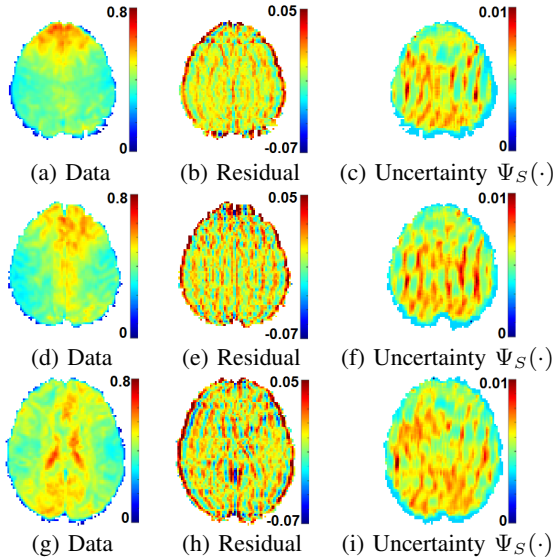 0.8
0
0.05
-0.07
0.01
0
(a) Data
(b) Residual
(c) Uncertainty Ψ_S(·)
0.8
0
0.05
-0.07
0.01
0
(d) Data
(e) Residual
(f) Uncertainty Ψ_S(·)
0.8
0
0.05
-0.07
0.01
0
(g) Data
(h) Residual
(i) Uncertainty Ψ_S(·)